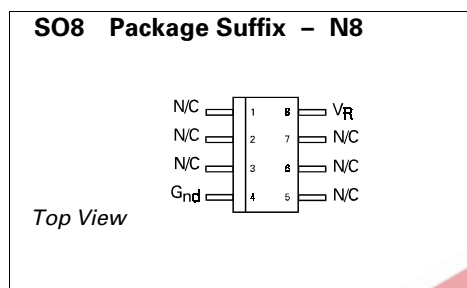 SO8 Package Suffix – N8
N/C 1 8 VR
N/C 2 7 N/C
N/C 3 6 N/C
Gnd 4 5 N/C
Top View